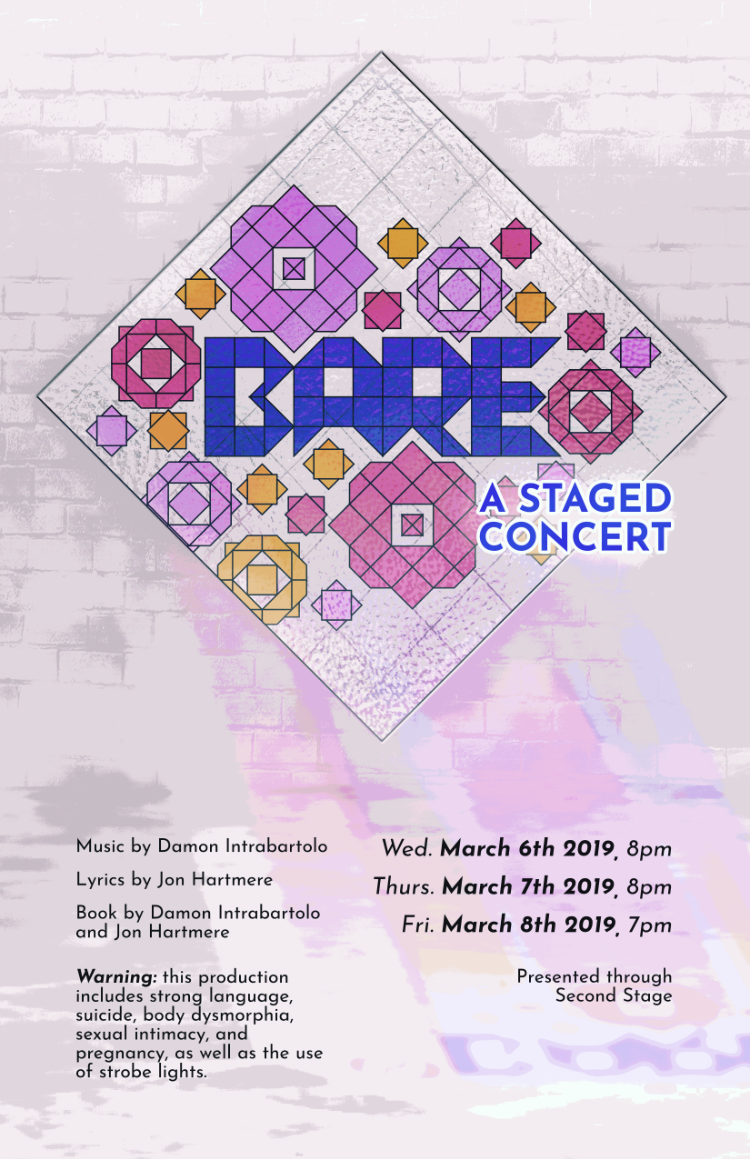 BARE
A STAGED
CONCERT
Music by Damon Intrabartolo
Lyrics by Jon Hartmere
Book by Damon Intrabartolo
and Jon Hartmere
Warning: this production
includes strong language,
suicide, body dysmorphia,
sexual intimacy, and
pregnancy, as well as the use
of strobe lights.
Wed. March 6th 2019, 8pm
Thurs. March 7th 2019, 8pm
Fri. March 8th 2019, 7pm
Presented through
Second Stage